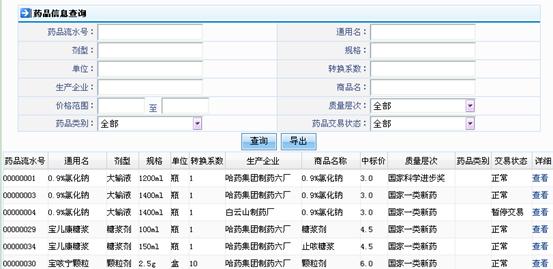 药品信息查询
药品流水号： 通用名：
剂型： 规格：
单位： 转换系数：
生产企业： 商品名：
价格范围： 至 质量层次： 全部
药品类别： 全部 药品交易状态： 全部
查询 导出
药品流水号 通用名 剂型 规格 单位 转换系数 生产企业 商品名称 中标价 质量层次 药品类别 交易状态 详细
00000001 0.9%氯化钠 大输液 1200ml 瓶 1 哈药集团制药六厂 0.9%氯化钠 3.0 国家科学进步奖 正常 查看
00000003 0.9%氯化钠 大输液 1400ml 瓶 1 哈药集团制药六厂 0.9%氯化钠 3.0 国家一类新药 正常 查看
00000004 0.9%氯化钠 大输液 1400ml 瓶 1 白云山制药厂 0.9%氯化钠 3.0 国家一类新药 暂停交易 查看
00000029 宝儿康糖浆 糖浆剂 100ml 瓶 1 哈药集团制药六厂 糖浆剂 4.5 国家一类新药 正常 查看
00000034 宝儿康糖浆 糖浆剂 150ml 瓶 1 哈药集团制药六厂 止咳糖浆 4.5 国家一类新药 正常 查看
00000030 宝咳宁颗粒 颗粒剂 2.5g 盒 10 哈药集团制药六厂 颗粒剂 6.0 国家一类新药 正常 查看